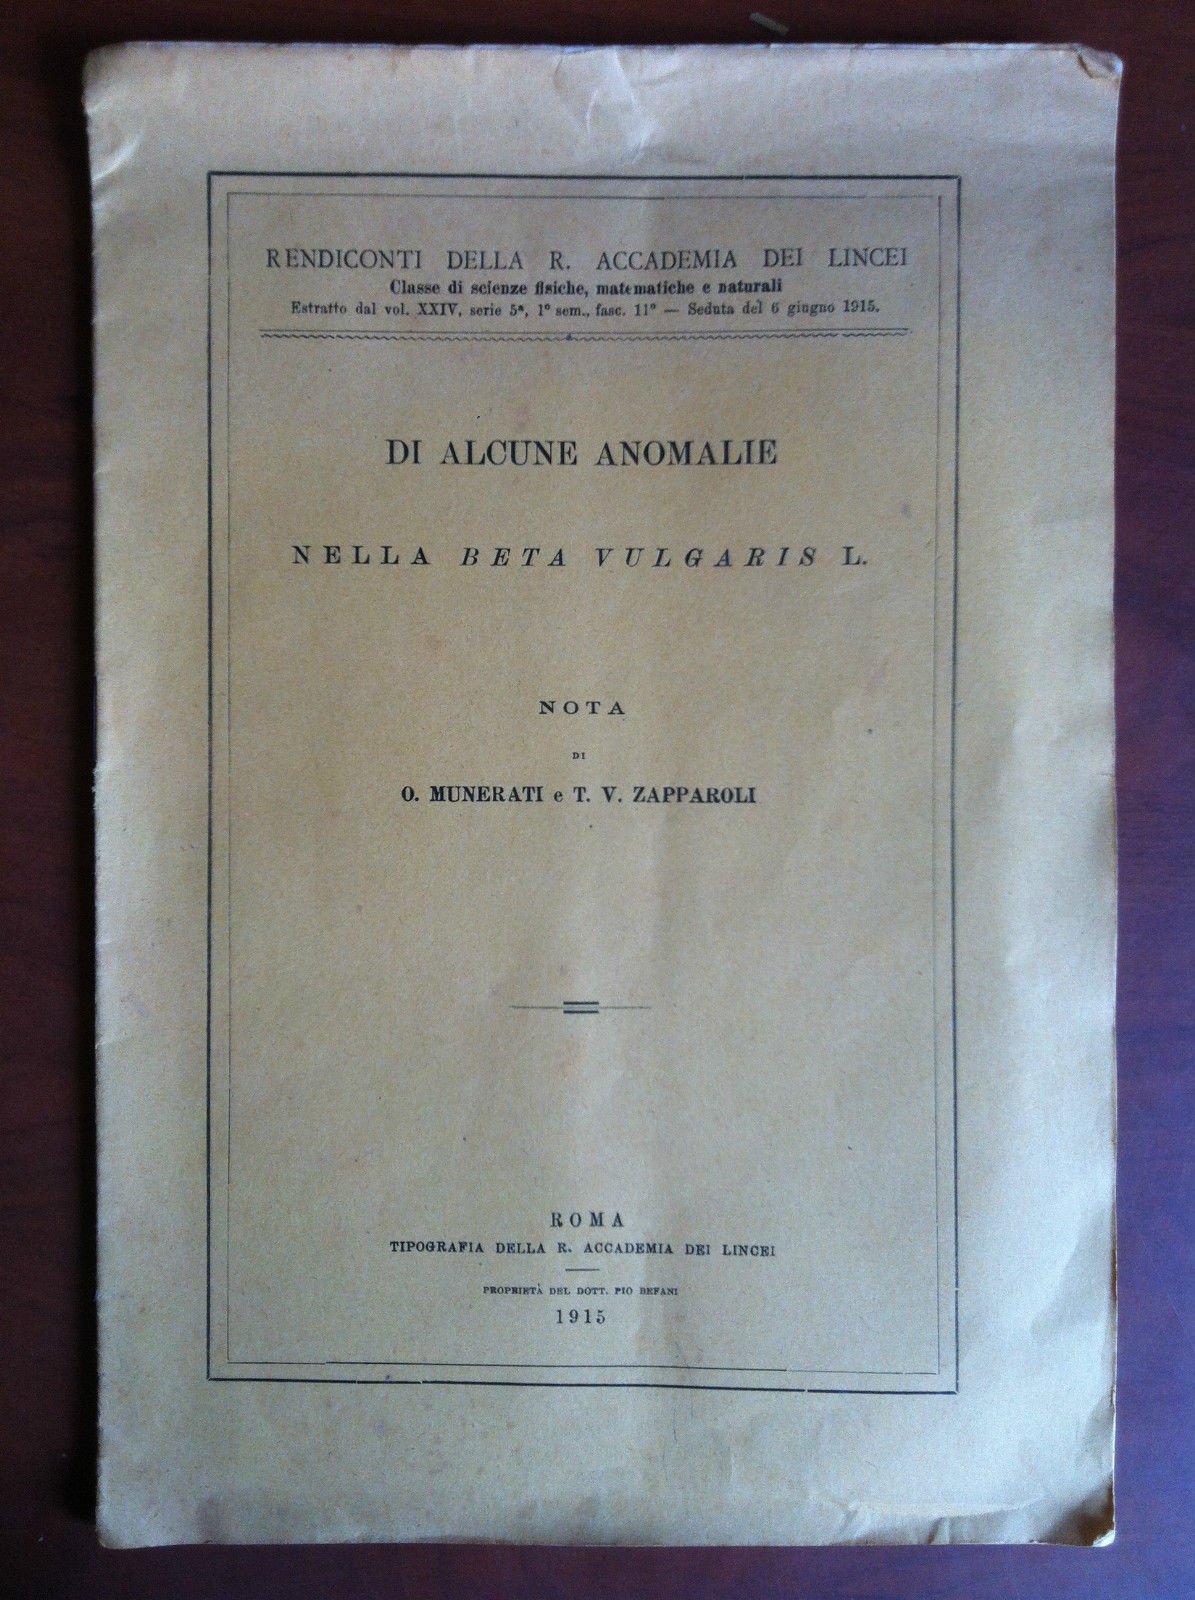 RENDICONTI DELLA R. ACCADEMIA DEI LINCEI
Classe di scienze fisiche, matematiche e naturali
Estratto dal vol. XXIV, serie 5ª, 1° sem., fasc. 11° — Seduta del 6 giugno 1915.
DI ALCUNE ANOMALIE
NELLA BETA VULGARIS L.
NOTA
DI
O. MUNERATI e T. V. ZAPPAROLI
ROMA
TIPOGRAFIA DELLA R. ACCADEMIA DEI LINCEI
PROPRIETÀ DEL DOTT. PIO BEFANI
1915